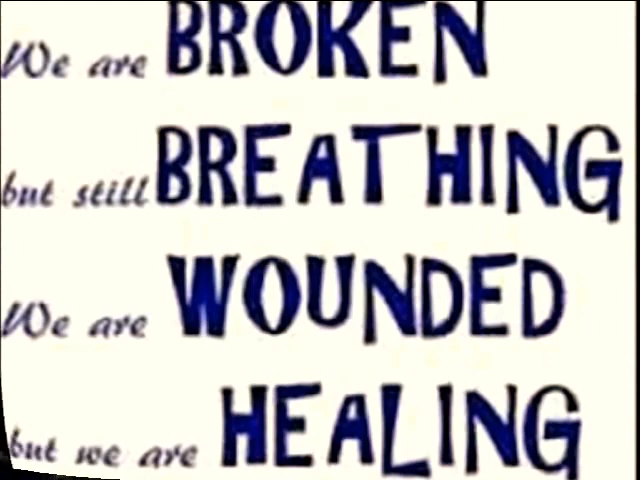 We are BROKEN
but still BREATHING
We are WOUNDED
but we are HEALING